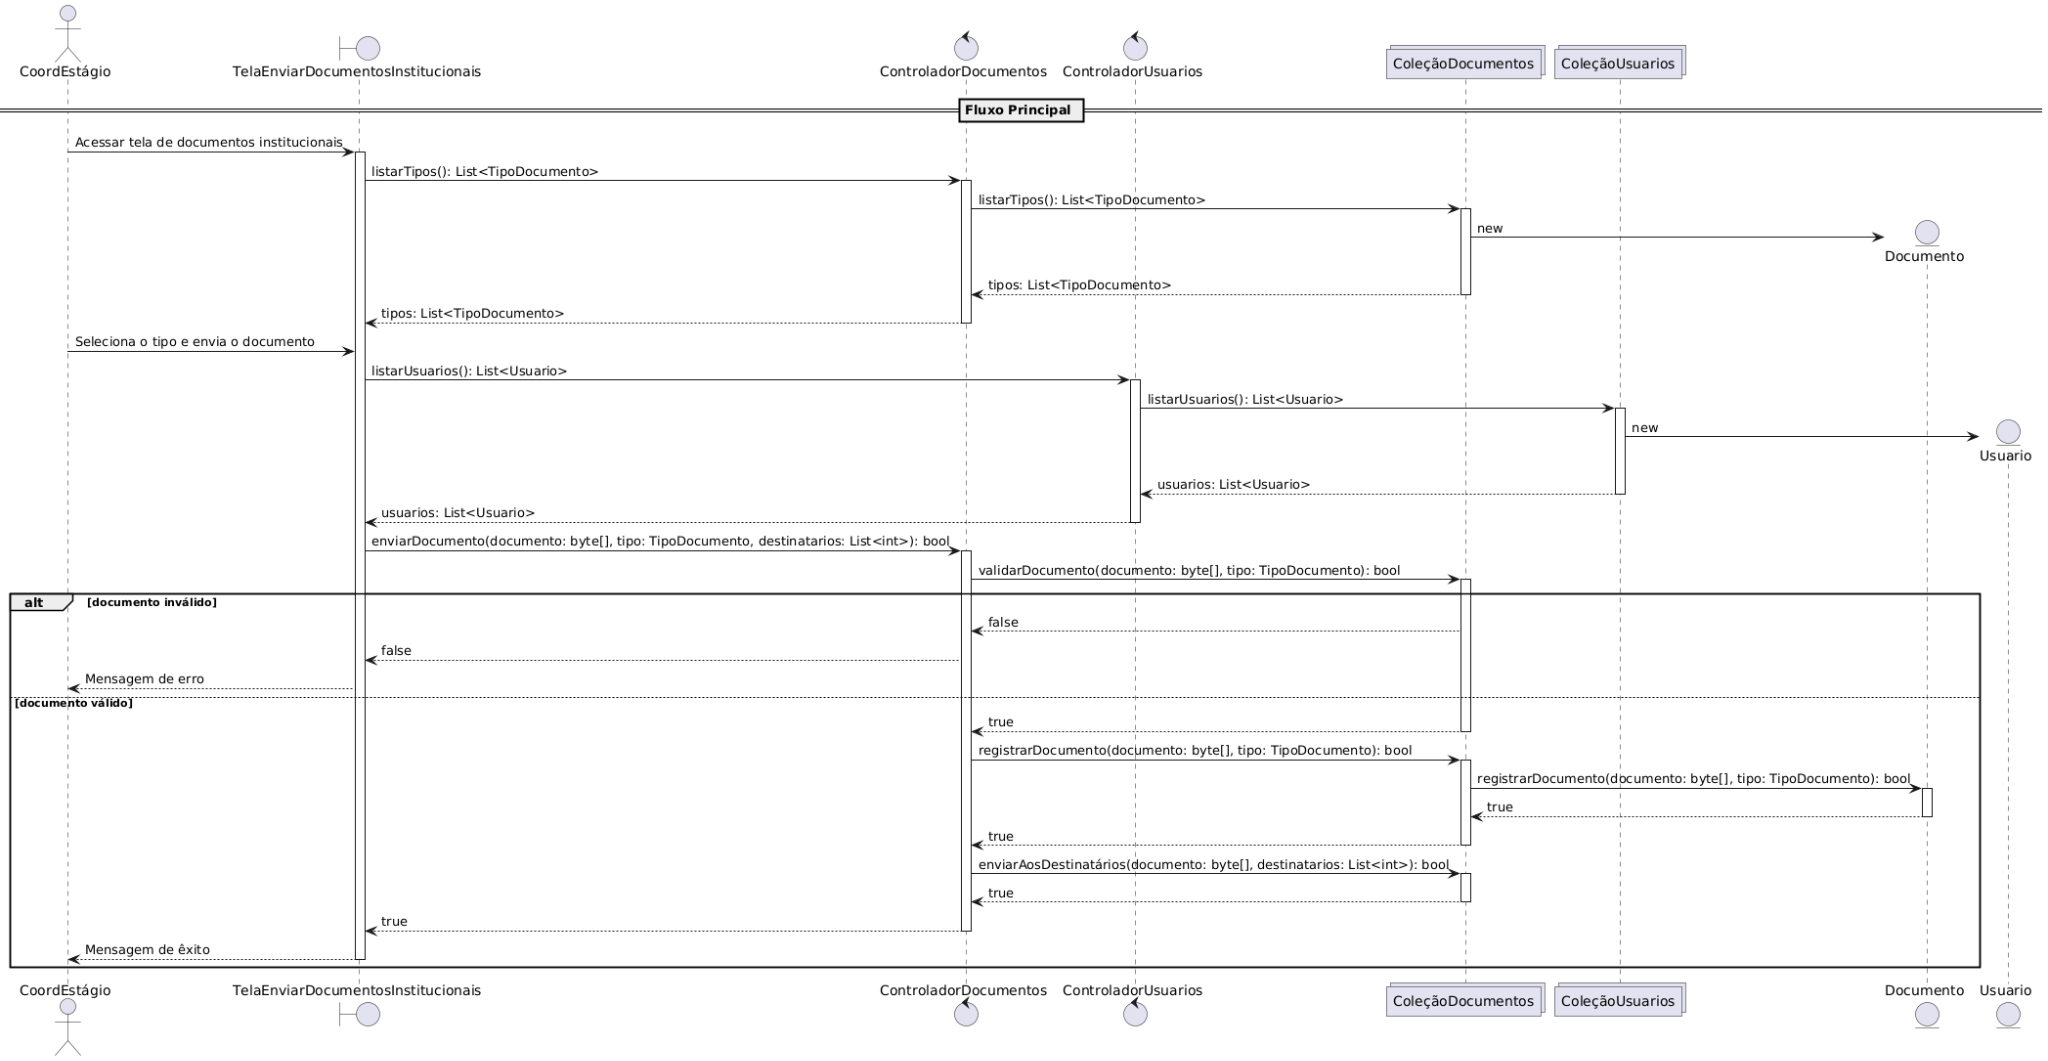 CoordEstágio
TelaEnviarDocumentosInstitucionais
ControladorDocumentos
ControladorUsuarios
ColeçãoDocumentos
ColeçãoUsuarios
Fluxo Principal
Acessar tela de documentos institucionais
listarTipos(): List<TipoDocumento>
listarTipos(): List<TipoDocumento>
new
Documento
tipos: List<TipoDocumento>
tipos: List<TipoDocumento>
Seleciona o tipo e envia o documento
listarUsuarios(): List<Usuario>
listarUsuarios(): List<Usuario>
new
Usuario
usuarios: List<Usuario>
usuarios: List<Usuario>
enviarDocumento(documento: byte[], tipo: TipoDocumento, destinatarios: List<int>): bool
validarDocumento(documento: byte[], tipo: TipoDocumento): bool
alt [documento inválido]
false
false
Mensagem de erro
[documento válido]
true
registrarDocumento(documento: byte[], tipo: TipoDocumento): bool
registrarDocumento(documento: byte[], tipo: TipoDocumento): bool
true
true
enviarAosDestinatários(documento: byte[], destinatarios: List<int>): bool
true
true
Mensagem de êxito
CoordEstágio
TelaEnviarDocumentosInstitucionais
ControladorDocumentos
ControladorUsuarios
ColeçãoDocumentos
ColeçãoUsuarios
Documento
Usuario